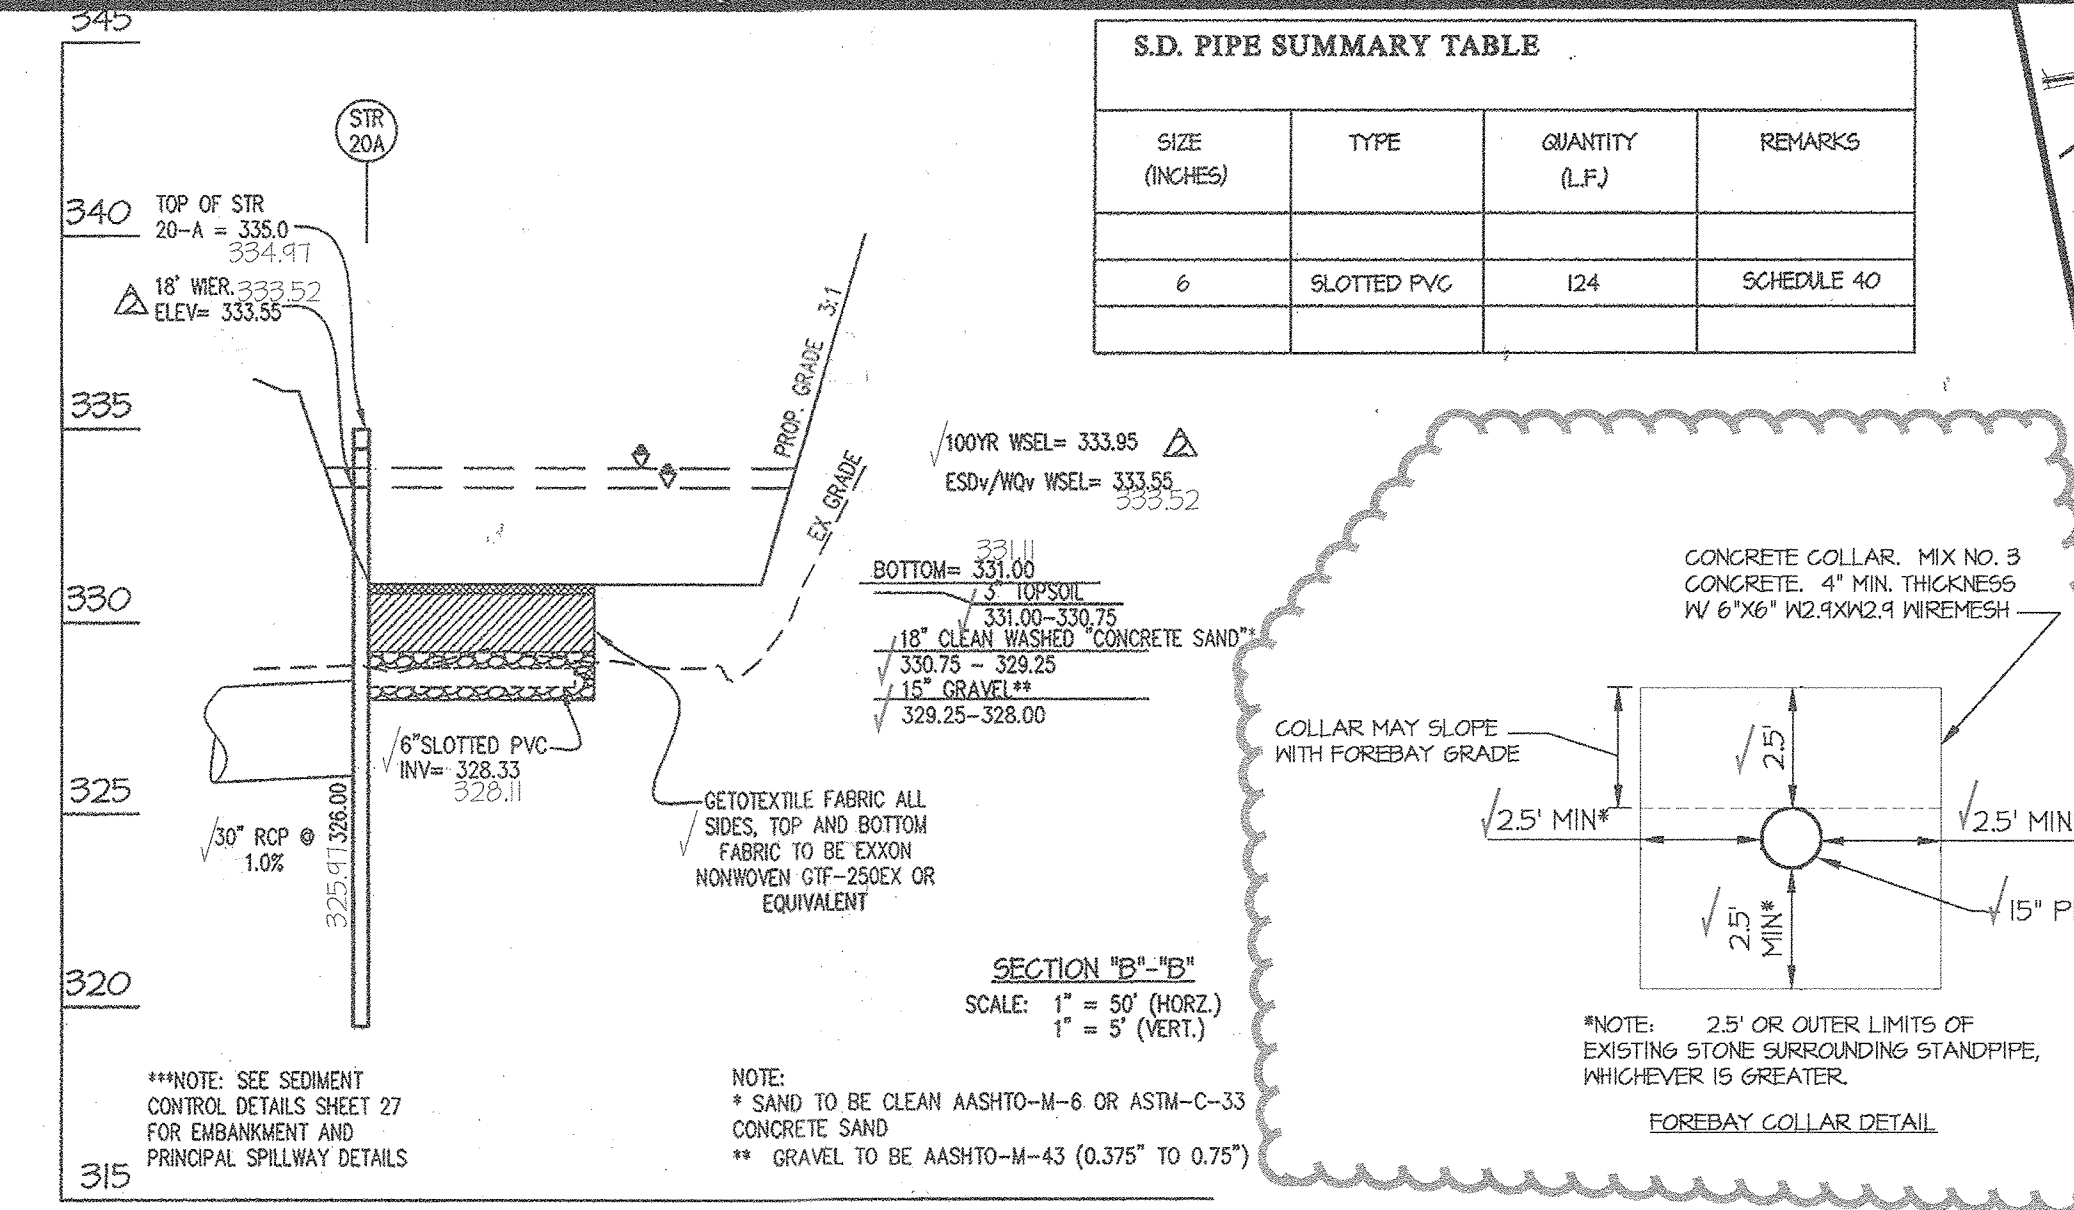 345
STR
20A
340
TOP OF STR
20-A = 335.0
334.97
2
18' WIER. 333.52
ELEV= 333.55
335
330
325
320
315
PROP. GRADE 3:1
EX GRADE
√100YR WSEL= 333.95 2
ESDv/WQv WSEL= 333.55
333.52
331.11
BOTTOM= 331.00
√ 3" TOPSOIL
331.00-330.75
√ 18" CLEAN WASHED "CONCRETE SAND"*
330.75 - 329.25
√ 15" GRAVEL**
329.25-328.00
√6"SLOTTED PVC
INV= 328.33
328.11
√30" RCP @
1.0%
326.00
325.97
GETOTEXTILE FABRIC ALL
√ SIDES, TOP AND BOTTOM
FABRIC TO BE EXXON
NONWOVEN GTF-250EX OR
EQUIVALENT
SECTION "B"-"B"
SCALE: 1" = 50' (HORZ.)
1" = 5' (VERT.)
***NOTE: SEE SEDIMENT
CONTROL DETAILS SHEET 27
FOR EMBANKMENT AND
PRINCIPAL SPILLWAY DETAILS
NOTE:
* SAND TO BE CLEAN AASHTO-M-6 OR ASTM-C-33
CONCRETE SAND
** GRAVEL TO BE AASHTO-M-43 (0.375" TO 0.75")
S.D. PIPE SUMMARY TABLE
SIZE (INCHES) TYPE QUANTITY (L.F.) REMARKS
6 SLOTTED PVC 124 SCHEDULE 40
CONCRETE COLLAR. MIX NO. 3
CONCRETE. 4" MIN. THICKNESS
W/ 6"X6" W2.9XW2.9 WIREMESH
COLLAR MAY SLOPE
WITH FOREBAY GRADE
√ 2.5'
√2.5' MIN*
√2.5' MIN
√ 2.5'
MIN*
√15" P
*NOTE: 2.5' OR OUTER LIMITS OF
EXISTING STONE SURROUNDING STANDPIPE,
WHICHEVER IS GREATER.
FOREBAY COLLAR DETAIL